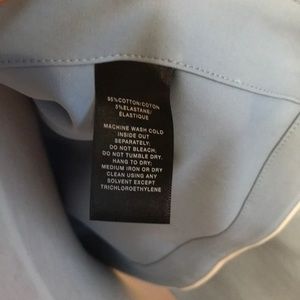 95%COTTON/COTON
5%ELASTANE/
ÉLASTIQUE
MACHINE WASH COLD
INSIDE OUT
SEPARATELY.
DO NOT BLEACH.
DO NOT TUMBLE DRY.
HANG TO DRY:
MEDIUM IRON OR DRY
CLEAN USING ANY
SOLVENT EXCEPT
TRICHLOROETHYLENE